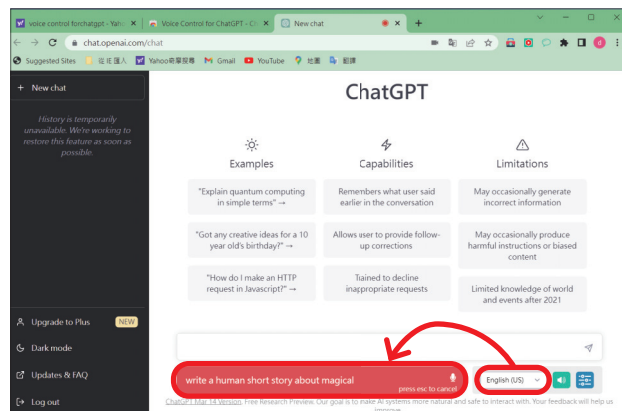 voice control forchatgpt - Yah
Voice Control for ChatGPT - Ch
New chat
chat.openai.com/chat
Suggested Sites
Yahoo奇摩搜尋
Gmail
YouTube
地圖
翻譯
+ New chat
History is temporarily
unavailable. We're working to
restore this feature as soon as
possible.
ChatGPT
Examples
"Explain quantum computing
in simple terms" →
"Got any creative ideas for a 10
year old's birthday?" →
"How do I make an HTTP
request in Javascript?" →
Capabilities
Remembers what user said
earlier in the conversation
Allows user to provide follow-
up corrections
Trained to decline
inappropriate requests
Limitations
May occasionally generate
incorrect information
May occasionally produce
harmful instructions or biased
content
Limited knowledge of world
and events after 2021
Upgrade to Plus
NEW
Dark mode
Updates & FAQ
Log out
write a human short story about magical
press esc to cancel
English (US)
ChatGPT Mar 14 Version. Free Research Preview. Our goal is to make AI systems more natural and safe to interact with. Your feedback will help us
improve.